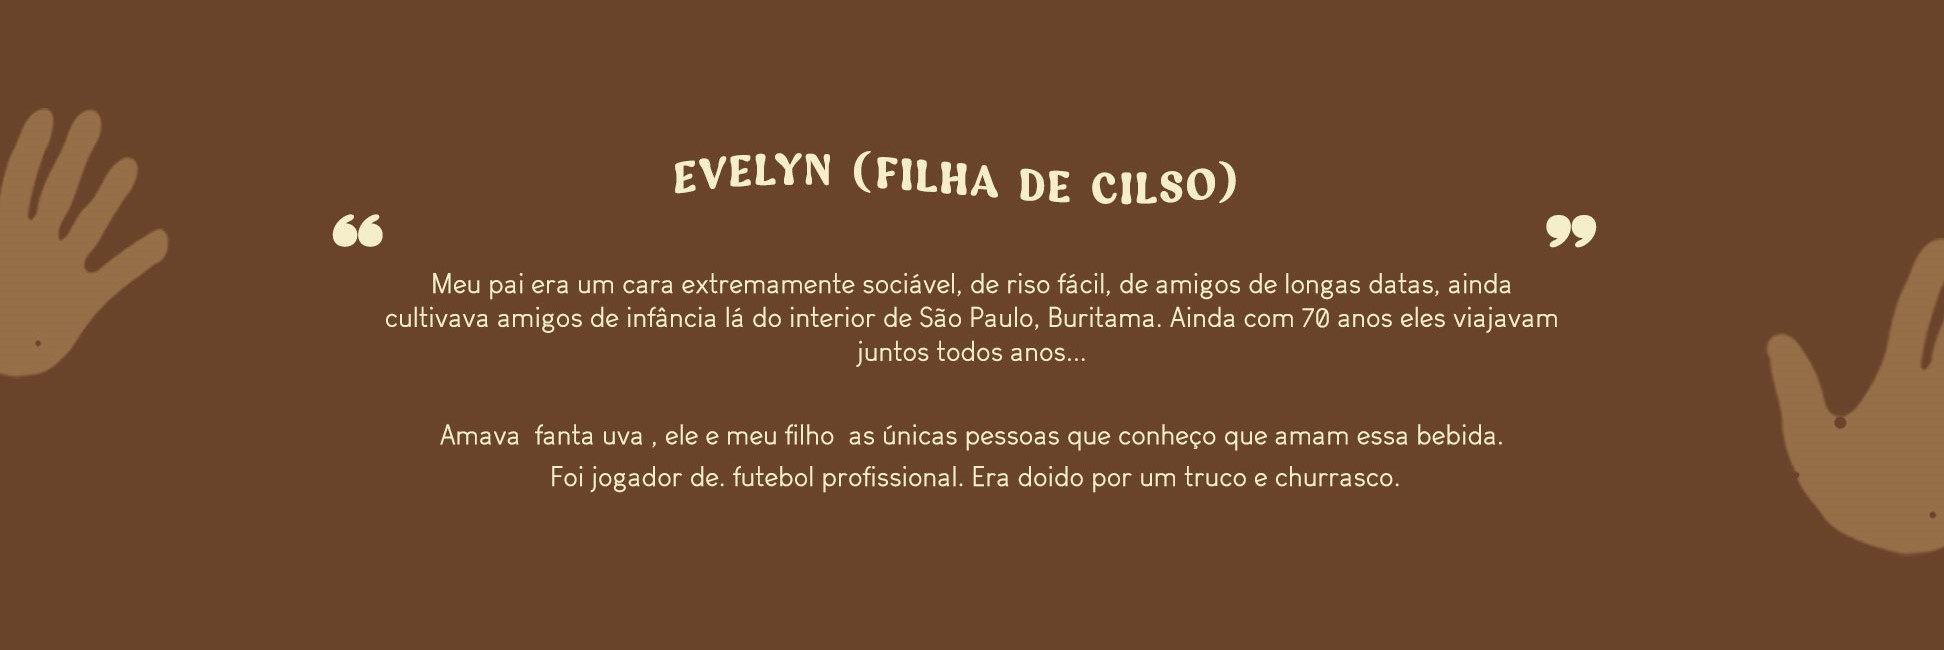 EVELYN (FILHA DE CILSO)
“ ”
Meu pai era um cara extremamente sociável, de riso fácil, de amigos de longas datas, ainda
cultivava amigos de infância lá do interior de São Paulo, Buritama. Ainda com 70 anos eles viajavam
juntos todos anos...
Amava  fanta uva , ele e meu filho  as únicas pessoas que conheço que amam essa bebida.
Foi jogador de. futebol profissional. Era doido por um truco e churrasco.